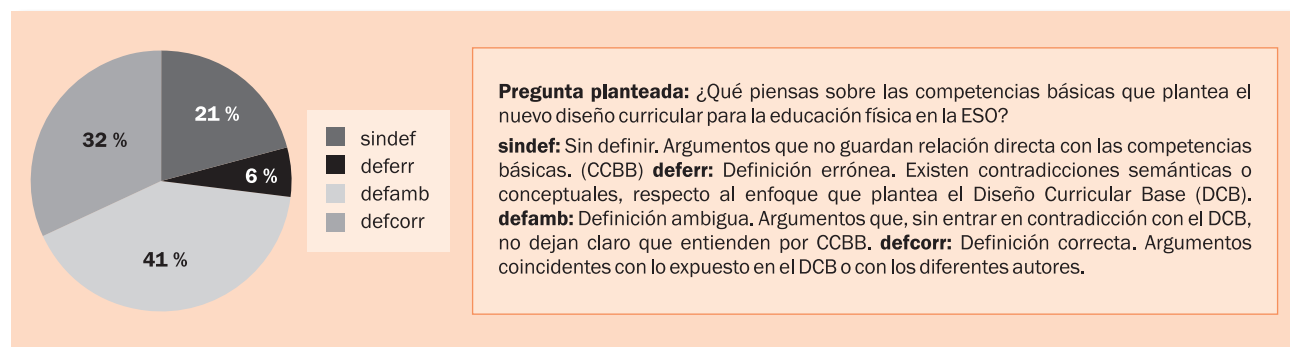 21 %
32 %
6 %
41 %
sindef
deferr
defamb
defcorr
Pregunta planteada: ¿Qué piensas sobre las competencias básicas que plantea el
nuevo diseño curricular para la educación física en la ESO?
sindef: Sin definir. Argumentos que no guardan relación directa con las competencias
básicas. (CCBB) deferr: Definición errónea. Existen contradicciones semánticas o
conceptuales, respecto al enfoque que plantea el Diseño Curricular Base (DCB).
defamb: Definición ambigua. Argumentos que, sin entrar en contradicción con el DCB,
no dejan claro que entienden por CCBB. defcorr: Definición correcta. Argumentos
coincidentes con lo expuesto en el DCB o con los diferentes autores.